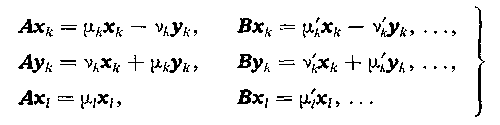 Ax_k = μ_k x_k − ν_k y_k, Bx_k = μ′_k x_k − ν′_k y_k, ...,
Ay_k = ν_k x_k + μ_k y_k, By_k = ν′_k x_k + μ′_k y_k, ...,
Ax_l = μ_l x_l, Bx_l = μ′_l x_l, ...